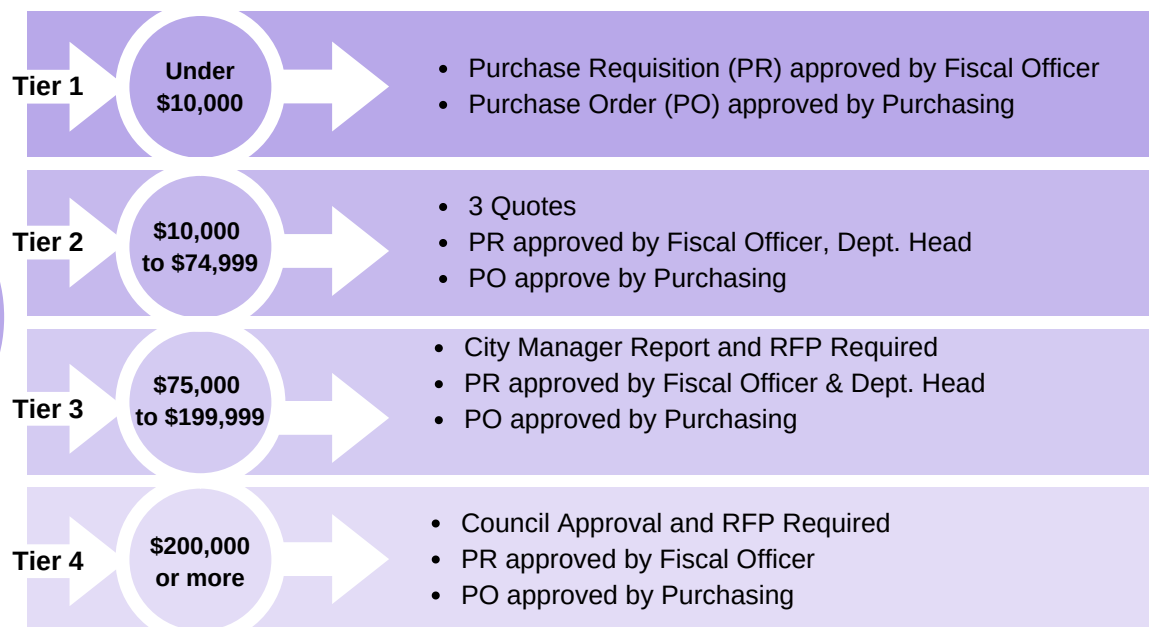 Tier 1
Under
$10,000
• Purchase Requisition (PR) approved by Fiscal Officer
• Purchase Order (PO) approved by Purchasing
Tier 2
$10,000
to $74,999
• 3 Quotes
• PR approved by Fiscal Officer, Dept. Head
• PO approve by Purchasing
Tier 3
$75,000
to $199,999
• City Manager Report and RFP Required
• PR approved by Fiscal Officer & Dept. Head
• PO approved by Purchasing
Tier 4
$200,000
or more
• Council Approval and RFP Required
• PR approved by Fiscal Officer
• PO approved by Purchasing